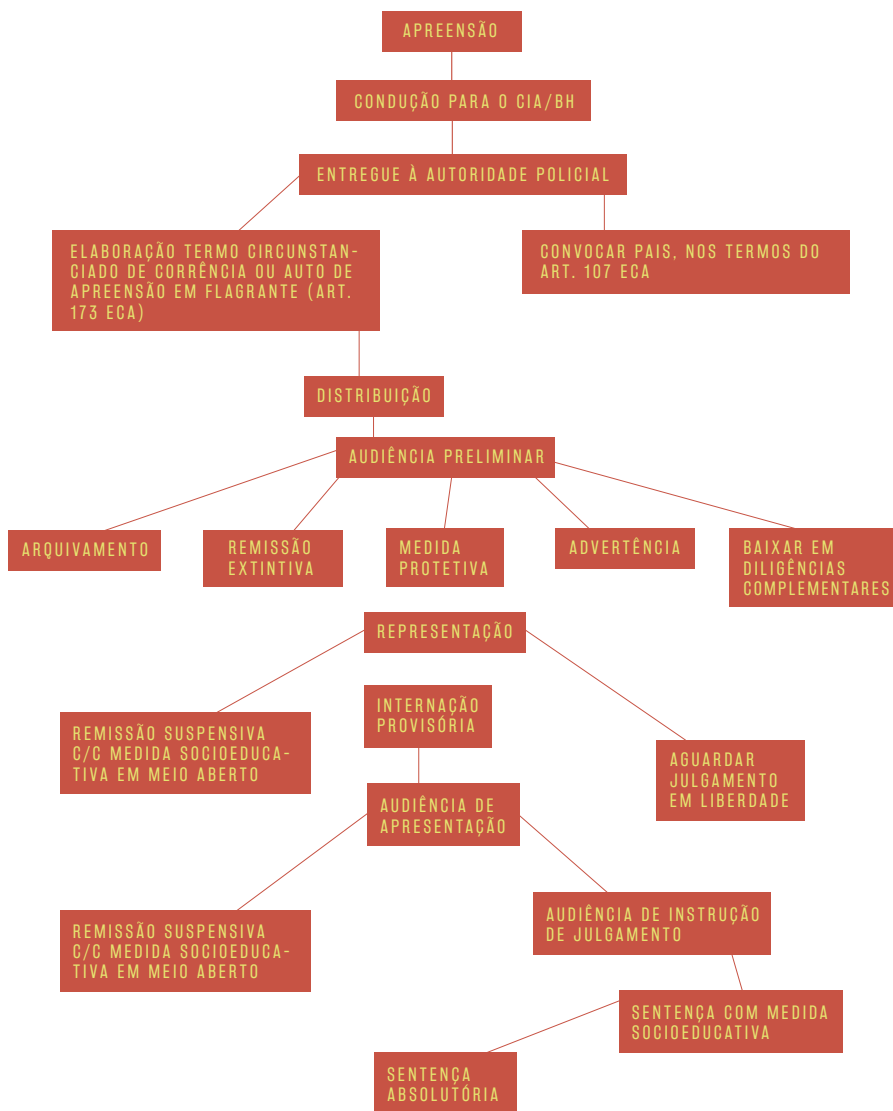 APREENSÃO
CONDUÇÃO PARA O CIA/BH
ENTREGUE À AUTORIDADE POLICIAL
ELABORAÇÃO TERMO CIRCUNSTAN-
CIADO DE CORRÊNCIA OU AUTO DE
APREENSÃO EM FLAGRANTE (ART.
173 ECA)
CONVOCAR PAIS, NOS TERMOS DO
ART. 107 ECA
DISTRIBUIÇÃO
AUDIÊNCIA PRELIMINAR
ARQUIVAMENTO
REMISSÃO
EXTINTIVA
MEDIDA
PROTETIVA
ADVERTÊNCIA
BAIXAR EM
DILIGÊNCIAS
COMPLEMENTARES
REPRESENTAÇÃO
REMISSÃO SUSPENSIVA
C/C MEDIDA SOCIOEDUCA-
TIVA EM MEIO ABERTO
INTERNAÇÃO
PROVISÓRIA
AGUARDAR
JULGAMENTO
EM LIBERDADE
AUDIÊNCIA DE
APRESENTAÇÃO
REMISSÃO SUSPENSIVA
C/C MEDIDA SOCIOEDUCA-
TIVA EM MEIO ABERTO
AUDIÊNCIA DE INSTRUÇÃO
DE JULGAMENTO
SENTENÇA COM MEDIDA
SOCIOEDUCATIVA
SENTENÇA
ABSOLUTÓRIA